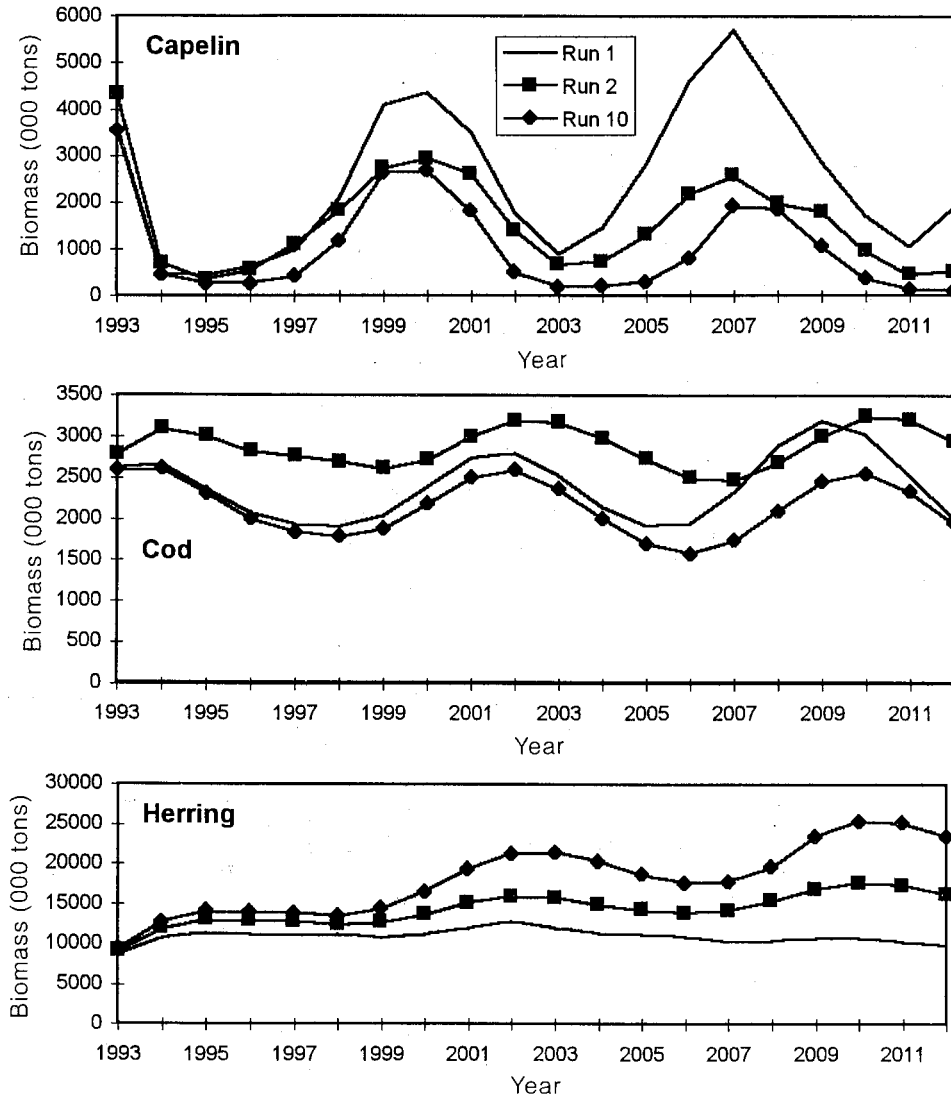 Capelin
Run 1
Run 2
Run 10
Biomass (000 tons)
6000
5000
4000
3000
2000
1000
0
1993 1995 1997 1999 2001 2003 2005 2007 2009 2011
Year
Cod
Biomass (000 tons)
3500
3000
2500
2000
1500
1000
500
0
1993 1995 1997 1999 2001 2003 2005 2007 2009 2011
Year
Herring
Biomass (000 tons)
30000
25000
20000
15000
10000
5000
0
1993 1995 1997 1999 2001 2003 2005 2007 2009 2011
Year